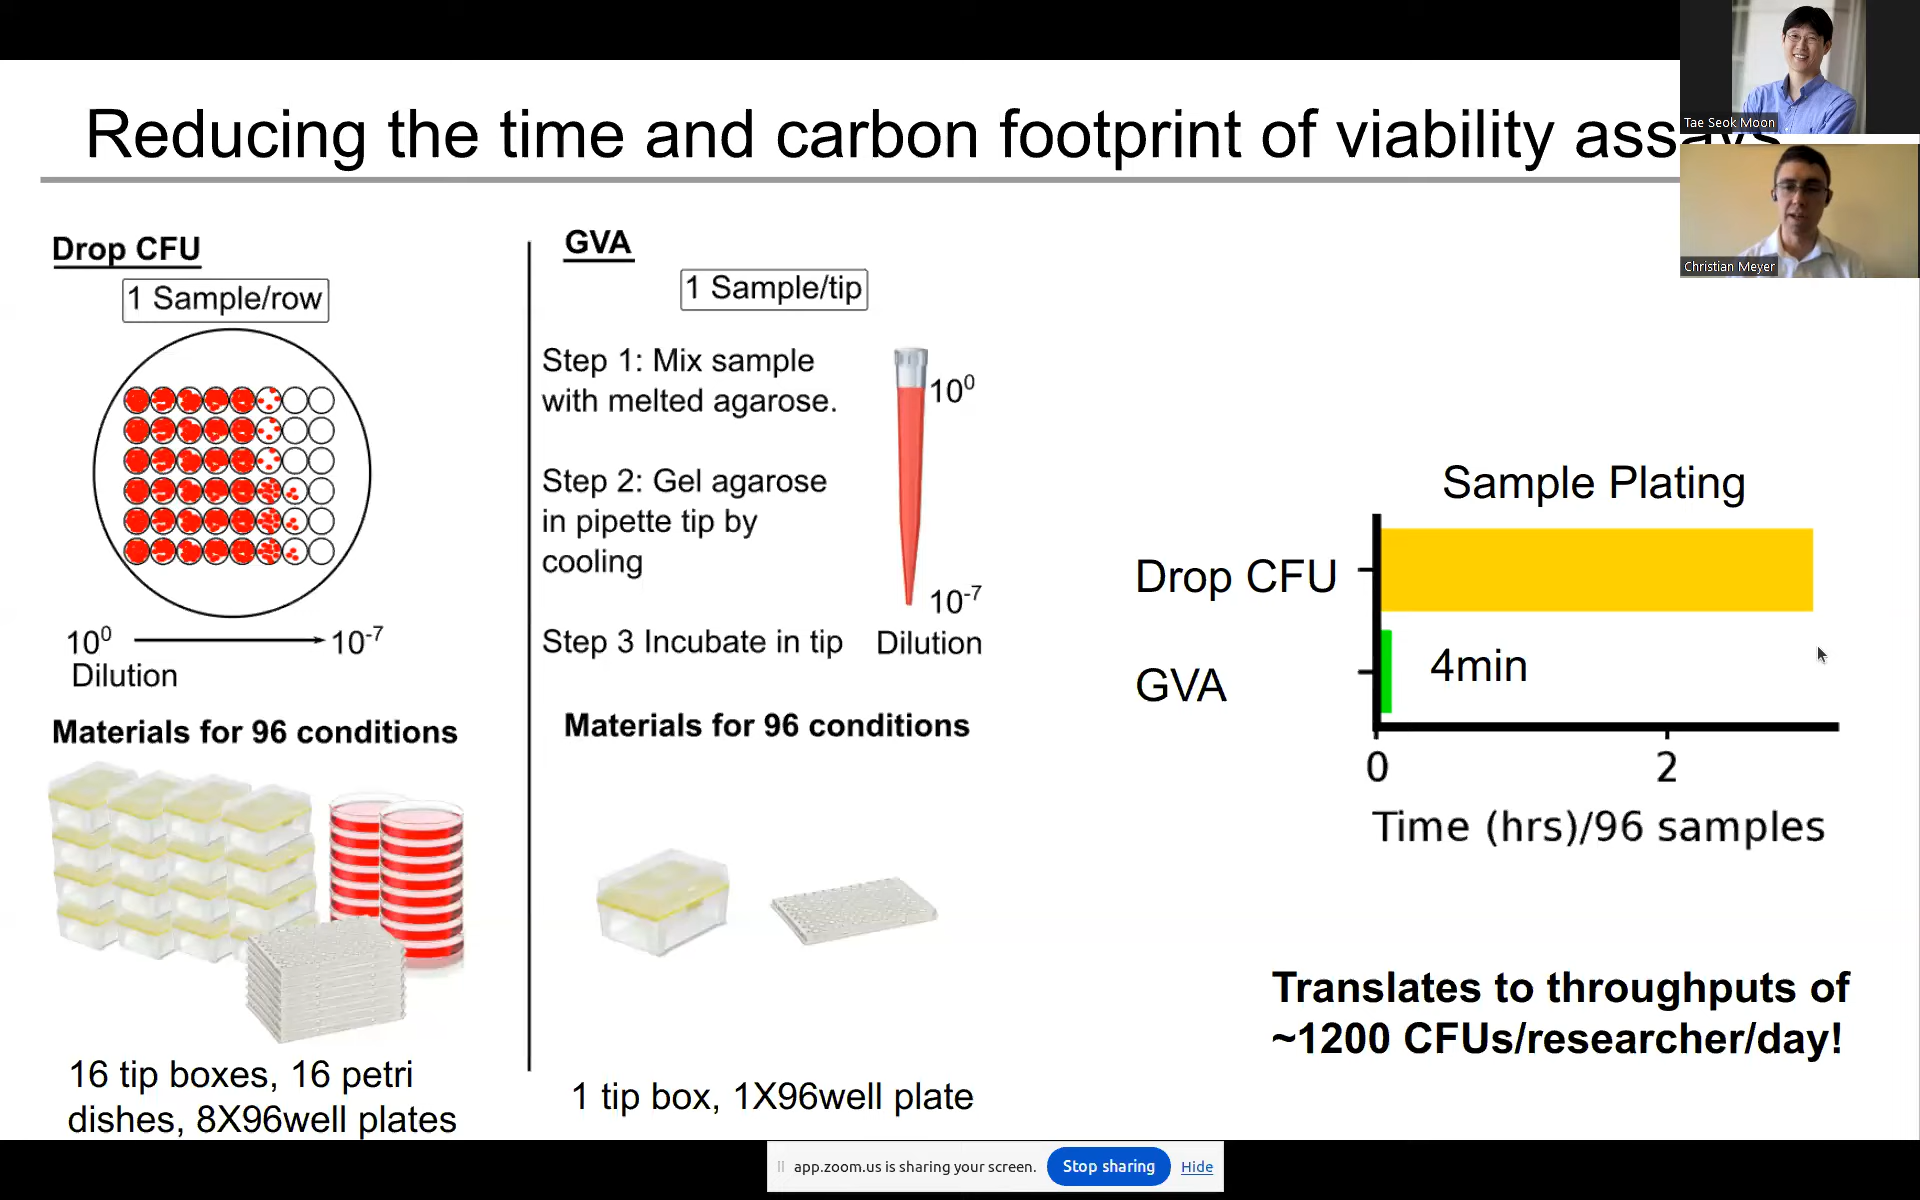 Reducing the time and carbon footprint of viability assays
Tae Seok Moon
Christian Meyer
Drop CFU
1 Sample/row
10⁰
10⁻⁷
Dilution
Materials for 96 conditions
16 tip boxes, 16 petri
dishes, 8X96well plates
GVA
1 Sample/tip
Step 1: Mix sample
with melted agarose.
Step 2: Gel agarose
in pipette tip by
cooling
Step 3 Incubate in tip
10⁰
10⁻⁷
Dilution
Materials for 96 conditions
1 tip box, 1X96well plate
Sample Plating
Drop CFU
GVA
4min
0
2
Time (hrs)/96 samples
Translates to throughputs of
~1200 CFUs/researcher/day!
app.zoom.us is sharing your screen.
Stop sharing
Hide